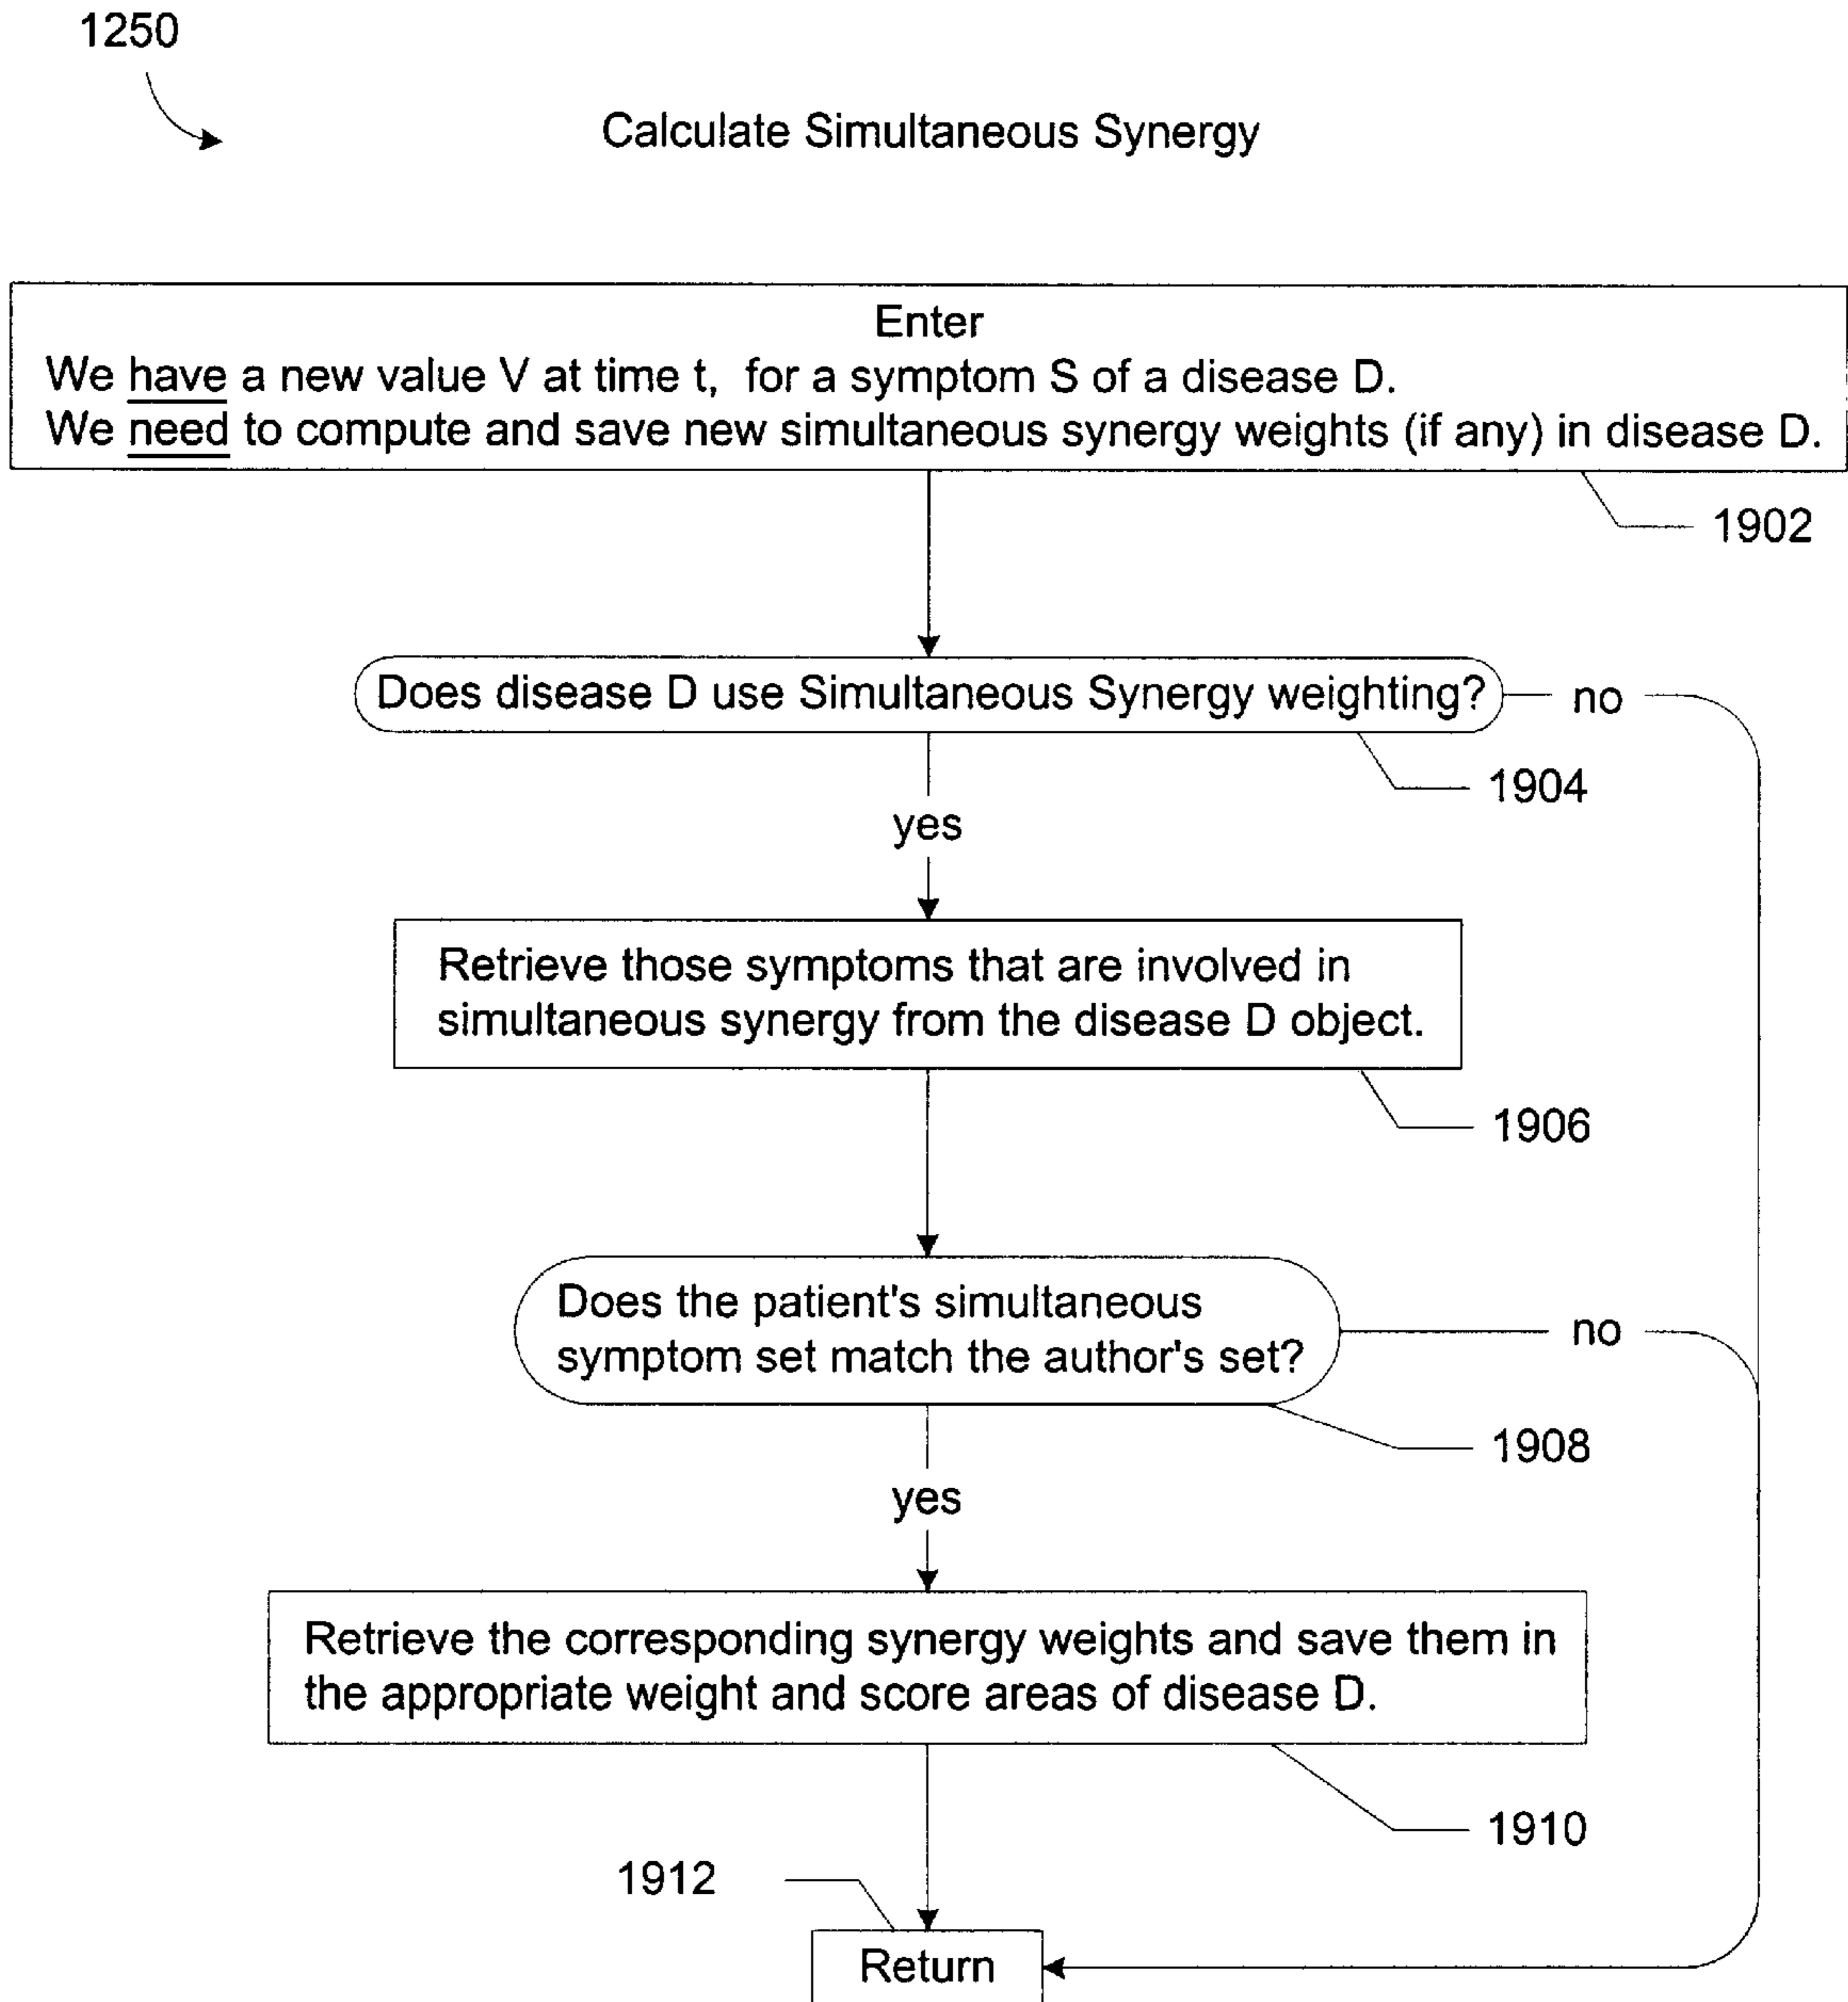 1250
Calculate Simultaneous Synergy
Enter
We have a new value V at time t, for a symptom S of a disease D.
We need to compute and save new simultaneous synergy weights (if any) in disease D.
1902
Does disease D use Simultaneous Synergy weighting?
no
1904
yes
Retrieve those symptoms that are involved in
simultaneous synergy from the disease D object.
1906
Does the patient's simultaneous
symptom set match the author's set?
no
1908
yes
Retrieve the corresponding synergy weights and save them in
the appropriate weight and score areas of disease D.
1910
1912
Return